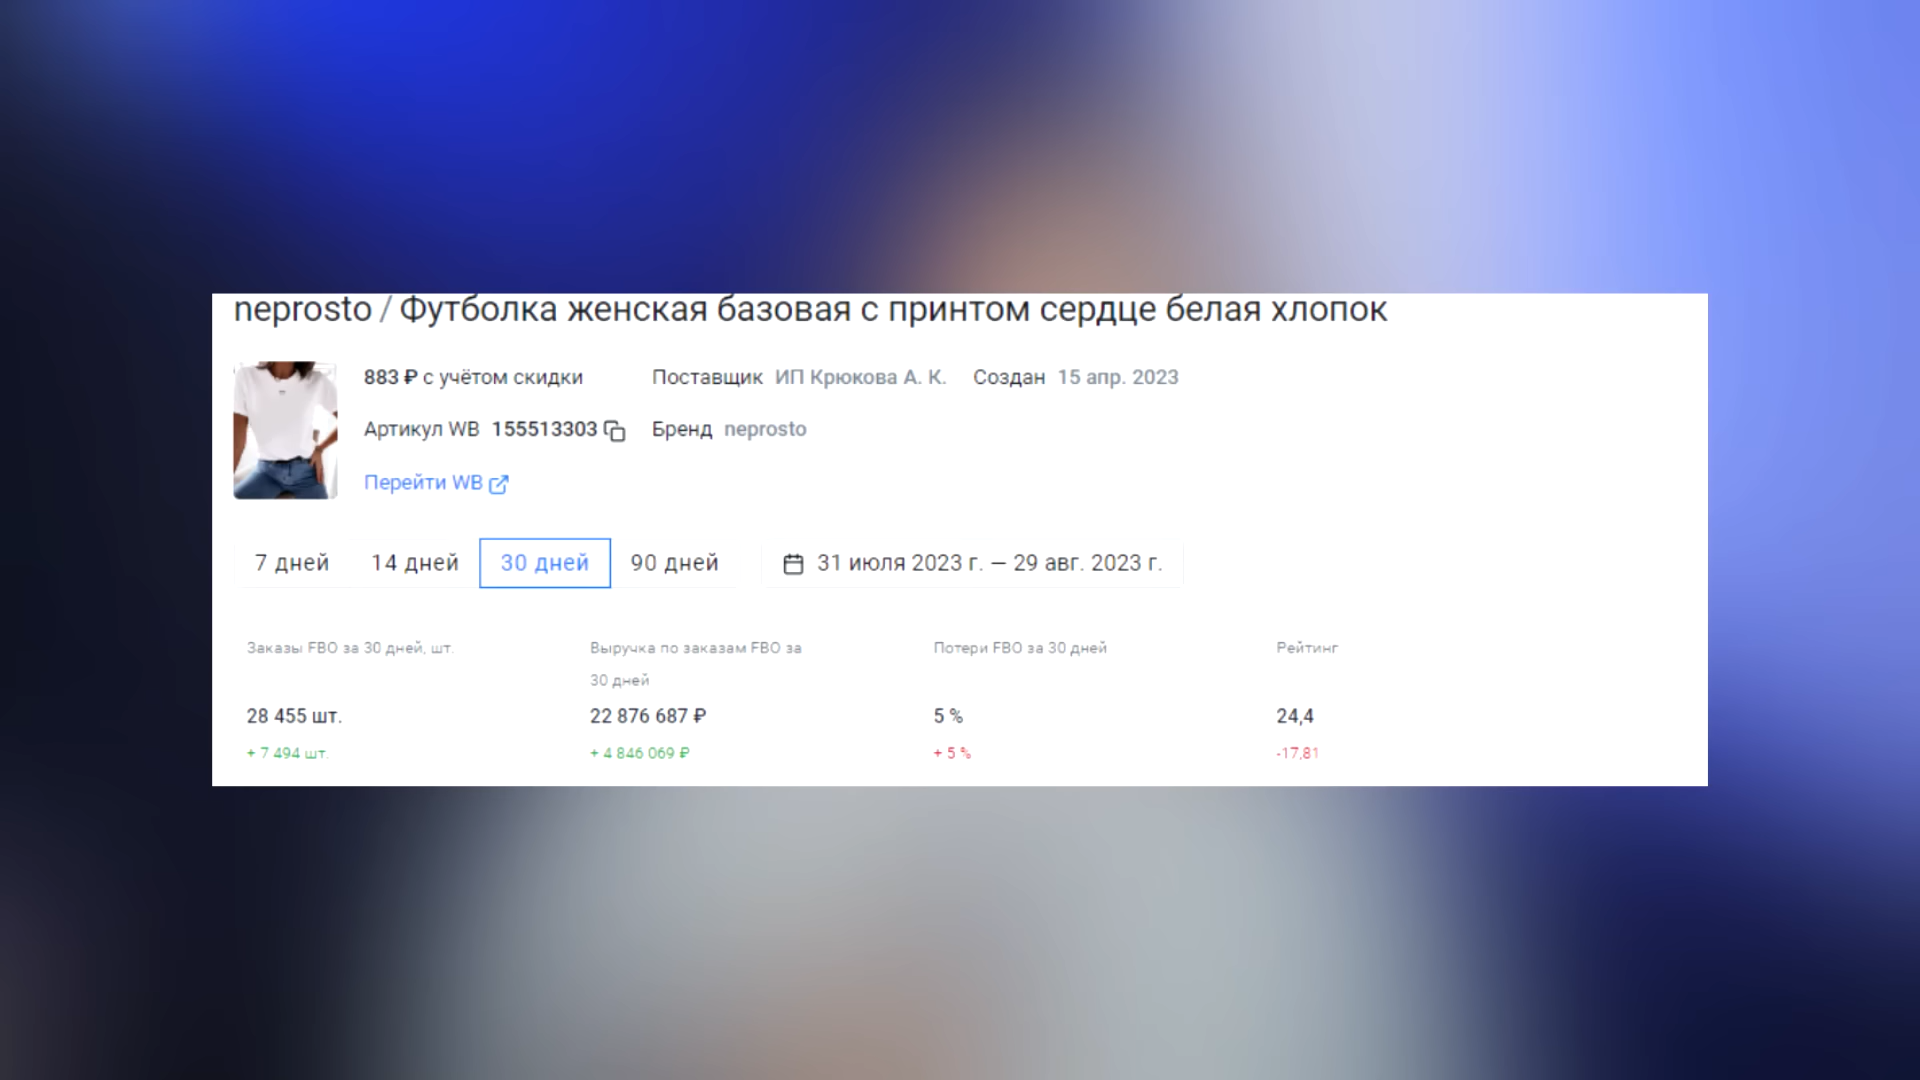 neprosto / Футболка женская базовая с принтом сердце белая хлопок
883 ₽ с учётом скидки Поставщик ИП Крюкова А. К. Создан 15 апр. 2023
Артикул WB 155513303 Бренд neprosto
Перейти WB
7 дней 14 дней 30 дней 90 дней 31 июля 2023 г. — 29 авг. 2023 г.
Заказы FBO за 30 дней, шт. Выручка по заказам FBO за Потери FBO за 30 дней Рейтинг
30 дней
28 455 шт. 22 876 687 ₽ 5 % 24,4
+ 7 494 шт. + 4 846 069 ₽ + 5 % -17,81